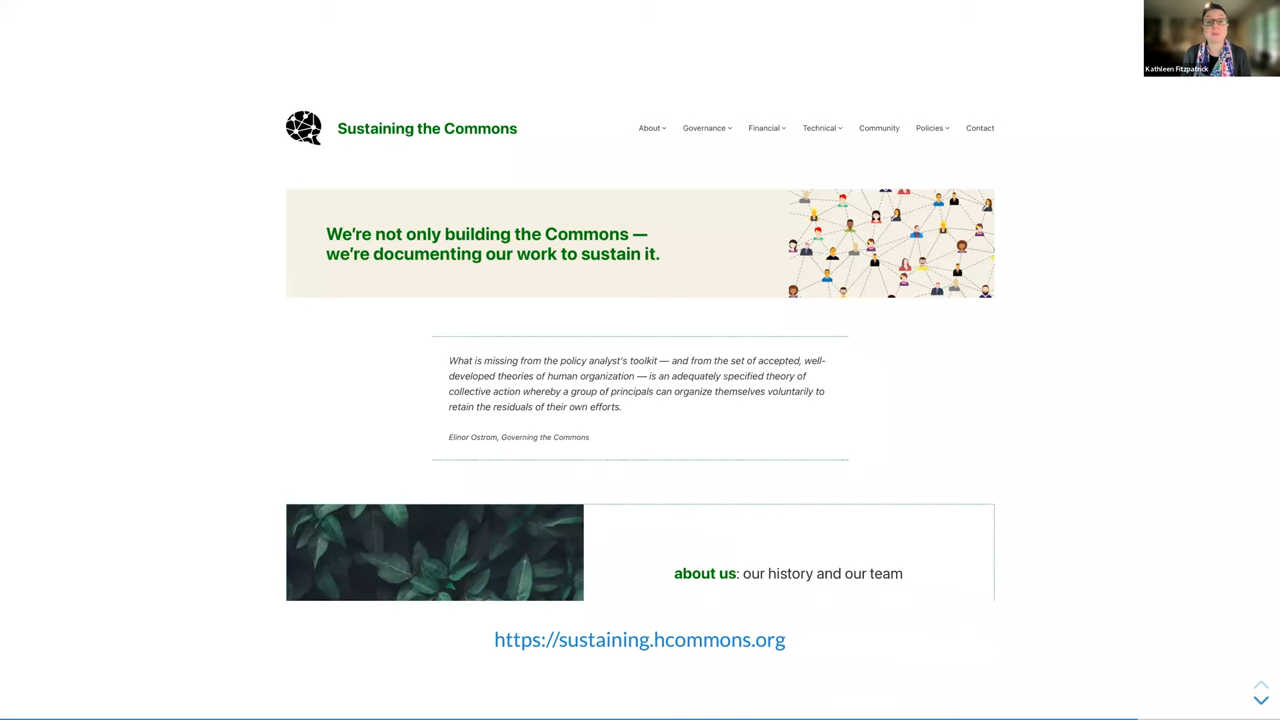 Kathleen Fitzpatrick
Sustaining the Commons
About
Governance
Financial
Technical
Community
Policies
Contact
We're not only building the Commons —
we're documenting our work to sustain it.
What is missing from the policy analyst's toolkit — and from the set of accepted, well-
developed theories of human organization — is an adequately specified theory of
collective action whereby a group of principals can organize themselves voluntarily to
retain the residuals of their own efforts.
Elinor Ostrom, Governing the Commons
about us: our history and our team
https://sustaining.hcommons.org